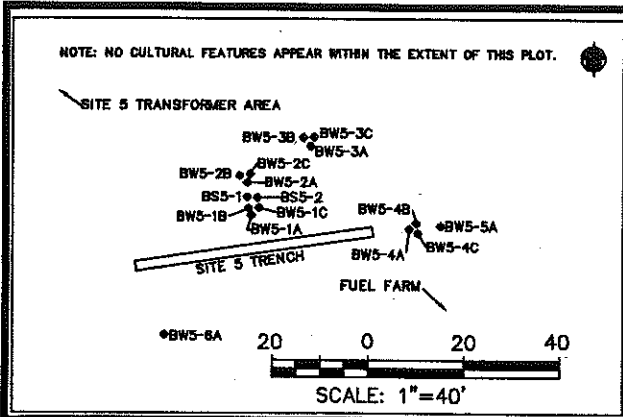 NOTE: NO CULTURAL FEATURES APPEAR WITHIN THE EXTENT OF THIS PLOT.
SITE 5 TRANSFORMER AREA
BW5-3B
BW5-3C
BW5-3A
BW5-2C
BW5-2B
BW5-2A
BS5-1
BS5-2
BW5-1B
BW5-1C
BW5-1A
BW5-4B
BW5-5A
BW5-4A
BW5-4C
SITE 5 TRENCH
FUEL FARM
BW5-6A
20 0 20 40
SCALE: 1"=40'